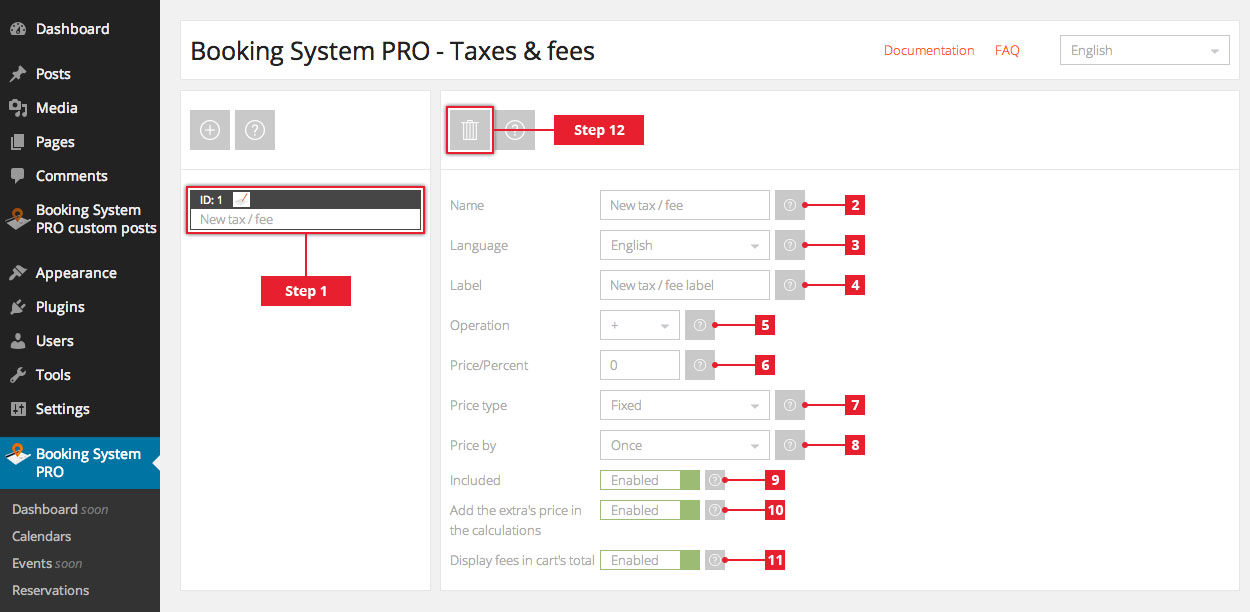 Dashboard
Posts
Media
Pages
Comments
Booking System
PRO custom posts
Appearance
Plugins
Users
Tools
Settings
Booking System
PRO
Dashboard soon
Calendars
Events soon
Reservations
Booking System PRO - Taxes & fees
Documentation FAQ English
? ? Step 12
ID: 1
New tax / fee
Step 1
Name New tax / fee ? 2
Language English ? 3
Label New tax / fee label ? 4
Operation + ? 5
Price/Percent 0 ? 6
Price type Fixed ? 7
Price by Once ? 8
Included Enabled ? 9
Add the extra's price in Enabled ? 10
the calculations
Display fees in cart's total Enabled ? 11